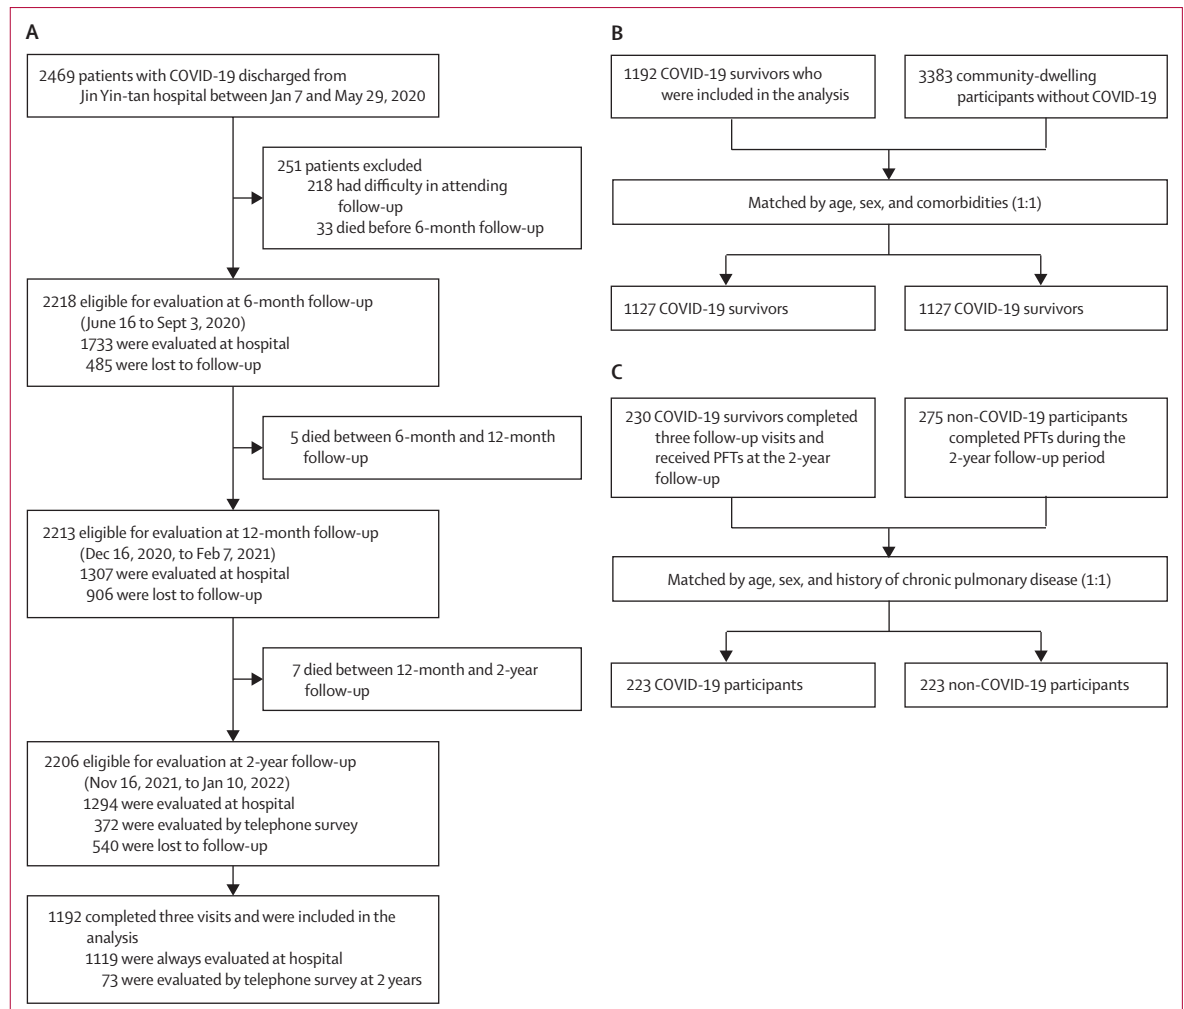 A
2469 patients with COVID-19 discharged from
Jin Yin-tan hospital between Jan 7 and May 29, 2020
251 patients excluded
218 had difficulty in attending
follow-up
33 died before 6-month follow-up
2218 eligible for evaluation at 6-month follow-up
(June 16 to Sept 3, 2020)
1733 were evaluated at hospital
485 were lost to follow-up
5 died between 6-month and 12-month
follow-up
2213 eligible for evaluation at 12-month follow-up
(Dec 16, 2020, to Feb 7, 2021)
1307 were evaluated at hospital
906 were lost to follow-up
7 died between 12-month and 2-year
follow-up
2206 eligible for evaluation at 2-year follow-up
(Nov 16, 2021, to Jan 10, 2022)
1294 were evaluated at hospital
372 were evaluated by telephone survey
540 were lost to follow-up
1192 completed three visits and were included in the
analysis
1119 were always evaluated at hospital
73 were evaluated by telephone survey at 2 years
B
1192 COVID-19 survivors who
were included in the analysis
3383 community-dwelling
participants without COVID-19
Matched by age, sex, and comorbidities (1:1)
1127 COVID-19 survivors
1127 COVID-19 survivors
C
230 COVID-19 survivors completed
three follow-up visits and
received PFTs at the 2-year
follow-up
275 non-COVID-19 participants
completed PFTs during the
2-year follow-up period
Matched by age, sex, and history of chronic pulmonary disease (1:1)
223 COVID-19 participants
223 non-COVID-19 participants